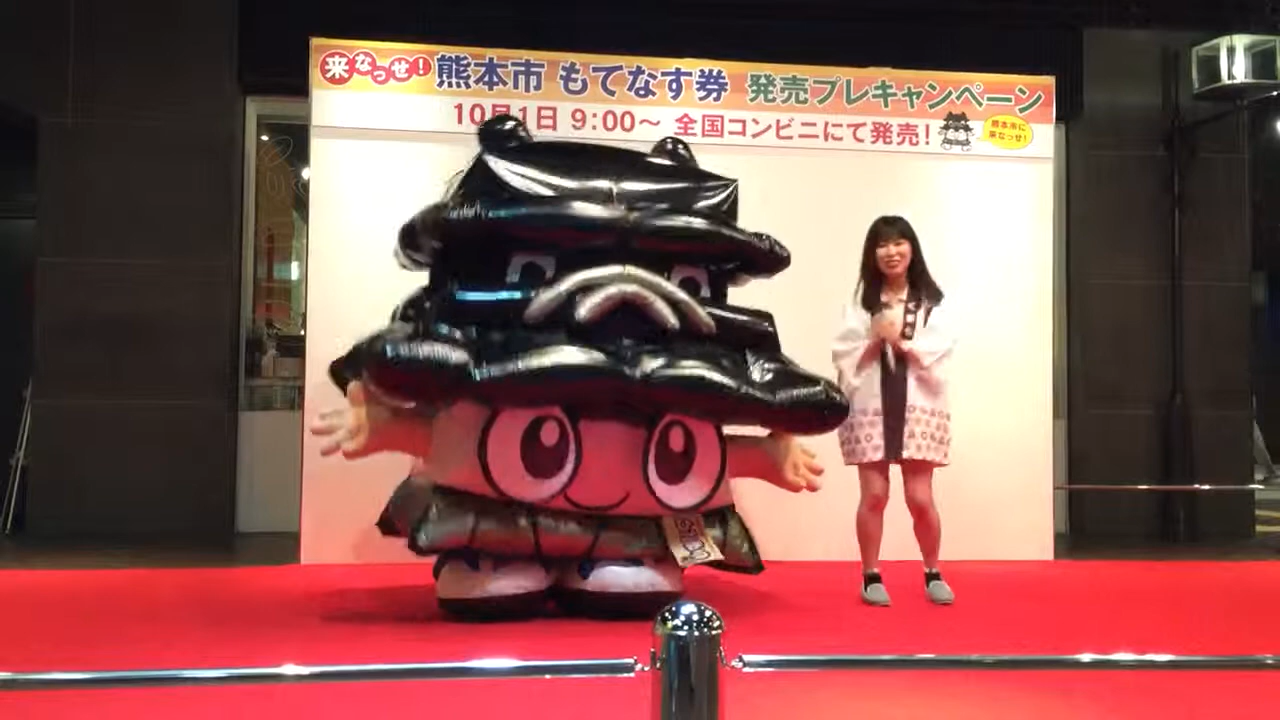 来なっせ! 熊本市 もてなす券 発売プレキャンペーン
10月1日 9:00〜 全国コンビニにて発売!
熊本市に
来なっせ!